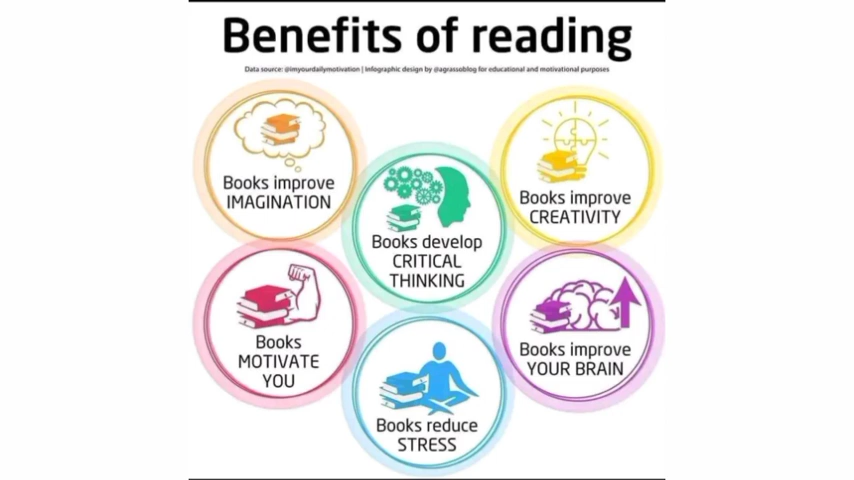 Benefits of reading
Data source: @imyourdailymotivation | Infographic design by @agrassoblog for educational and motivational purposes
Books improve
IMAGINATION
Books develop
CRITICAL
THINKING
Books improve
CREATIVITY
Books
MOTIVATE
YOU
Books reduce
STRESS
Books improve
YOUR BRAIN